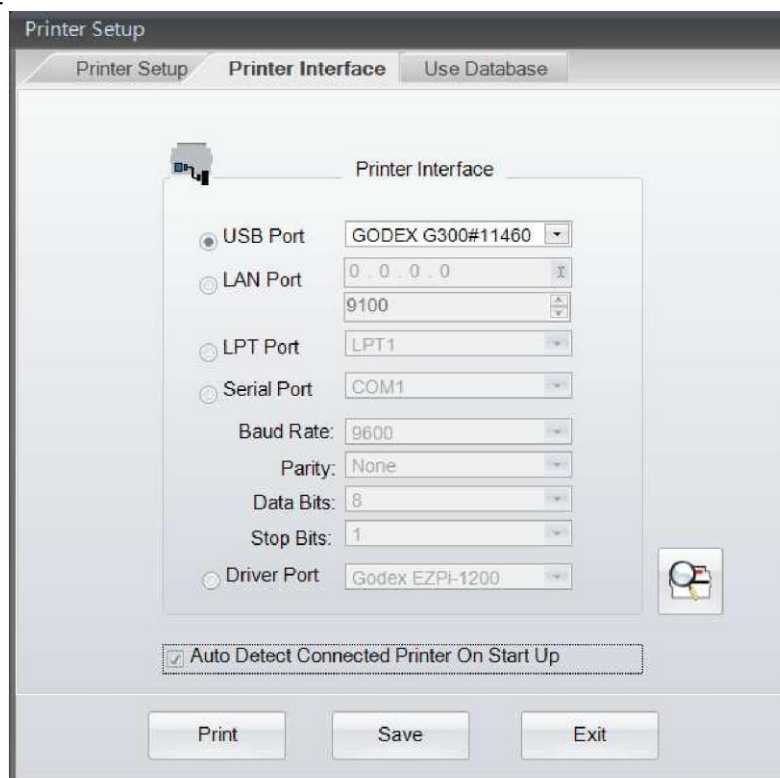 Printer Setup
Printer Setup Printer Interface Use Database
Printer Interface
USB Port GODEX G300#11460
LAN Port 0 . 0 . 0 . 0
9100
LPT Port LPT1
Serial Port COM1
Baud Rate: 9600
Parity: None
Data Bits: 8
Stop Bits: 1
Driver Port Godex EZPi-1200
Auto Detect Connected Printer On Start Up
Print Save Exit